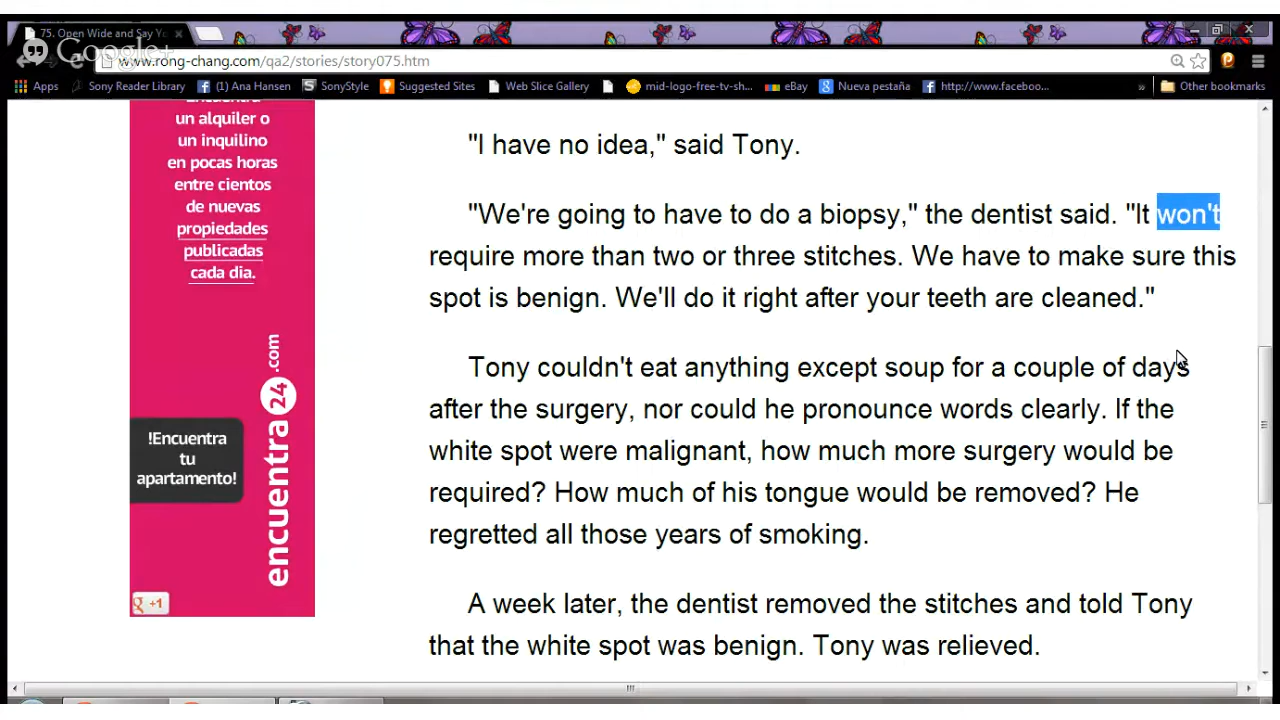 75. Open Wide and Say Yo
Google+
www.rong-chang.com/qa2/stories/story075.htm
Apps
Sony Reader Library
(1) Ana Hansen
SonyStyle
Suggested Sites
Web Slice Gallery
mid-logo-free-tv-sh...
eBay
Nueva pestaña
http://www.faceboo...
»
Other bookmarks
Encuentra
un alquiler o
un inquilino
en pocas horas
entre cientos
de nuevas
propiedades
publicadas
cada dia.
!Encuentra
tu
apartamento!
encuentra24.com
+1
"I have no idea," said Tony.
"We're going to have to do a biopsy," the dentist said. "It won't
require more than two or three stitches. We have to make sure this
spot is benign. We'll do it right after your teeth are cleaned."
Tony couldn't eat anything except soup for a couple of days
after the surgery, nor could he pronounce words clearly. If the
white spot were malignant, how much more surgery would be
required? How much of his tongue would be removed? He
regretted all those years of smoking.
A week later, the dentist removed the stitches and told Tony
that the white spot was benign. Tony was relieved.